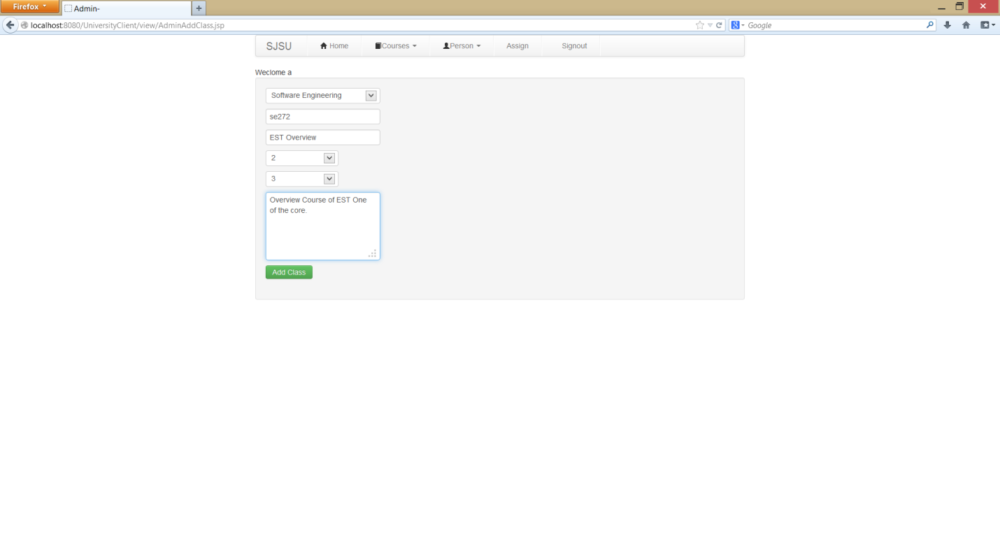 Firefox
Admin-
localhost:8080/UniversityClient/view/AdminAddClass.jsp
Google
SJSU Home Courses Person Assign Signout
Weclome a
Software Engineering
se272
EST Overview
2
3
Overview Course of EST One
of the core.
Add Class